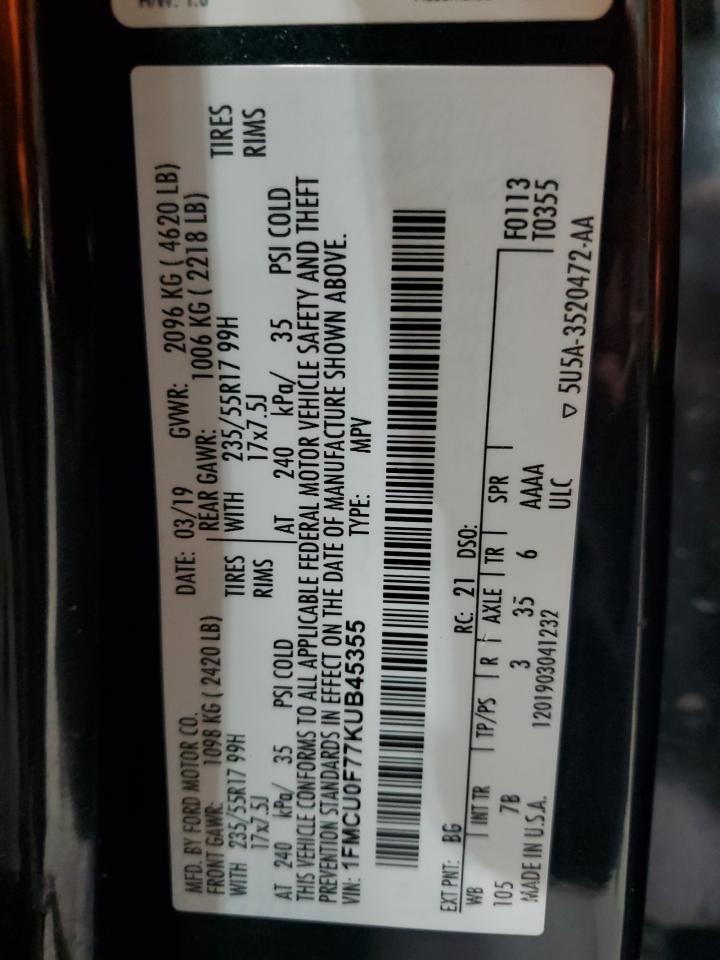 H/W: 1.0
MFD. BY FORD MOTOR CO. DATE: 03/19 GVWR: 2096 KG ( 4620 LB)
FRONT GAWR: 1098 KG ( 2420 LB) REAR GAWR: 1006 KG ( 2218 LB)
WITH 235/55R17 99H TIRES WITH 235/55R17 99H TIRES
17x7.5J RIMS 17x7.5J RIMS
AT 240 kPa/ 35 PSI COLD AT 240 kPa/ 35 PSI COLD
THIS VEHICLE CONFORMS TO ALL APPLICABLE FEDERAL MOTOR VEHICLE SAFETY AND THEFT
PREVENTION STANDARDS IN EFFECT ON THE DATE OF MANUFACTURE SHOWN ABOVE.
VIN: 1FMCU0F77KUB45355 TYPE: MPV
EXT PNT: BG RC: 21 DSO:
WB INT TR TP/PS R AXLE TR SPR F0113
105 7B 3 35 6 AAAA T0355
MADE IN U.S.A. 1201903041232 ULC
▽ 5U5A-3520472-AA